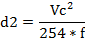 d2 = Vc² / 254 * f